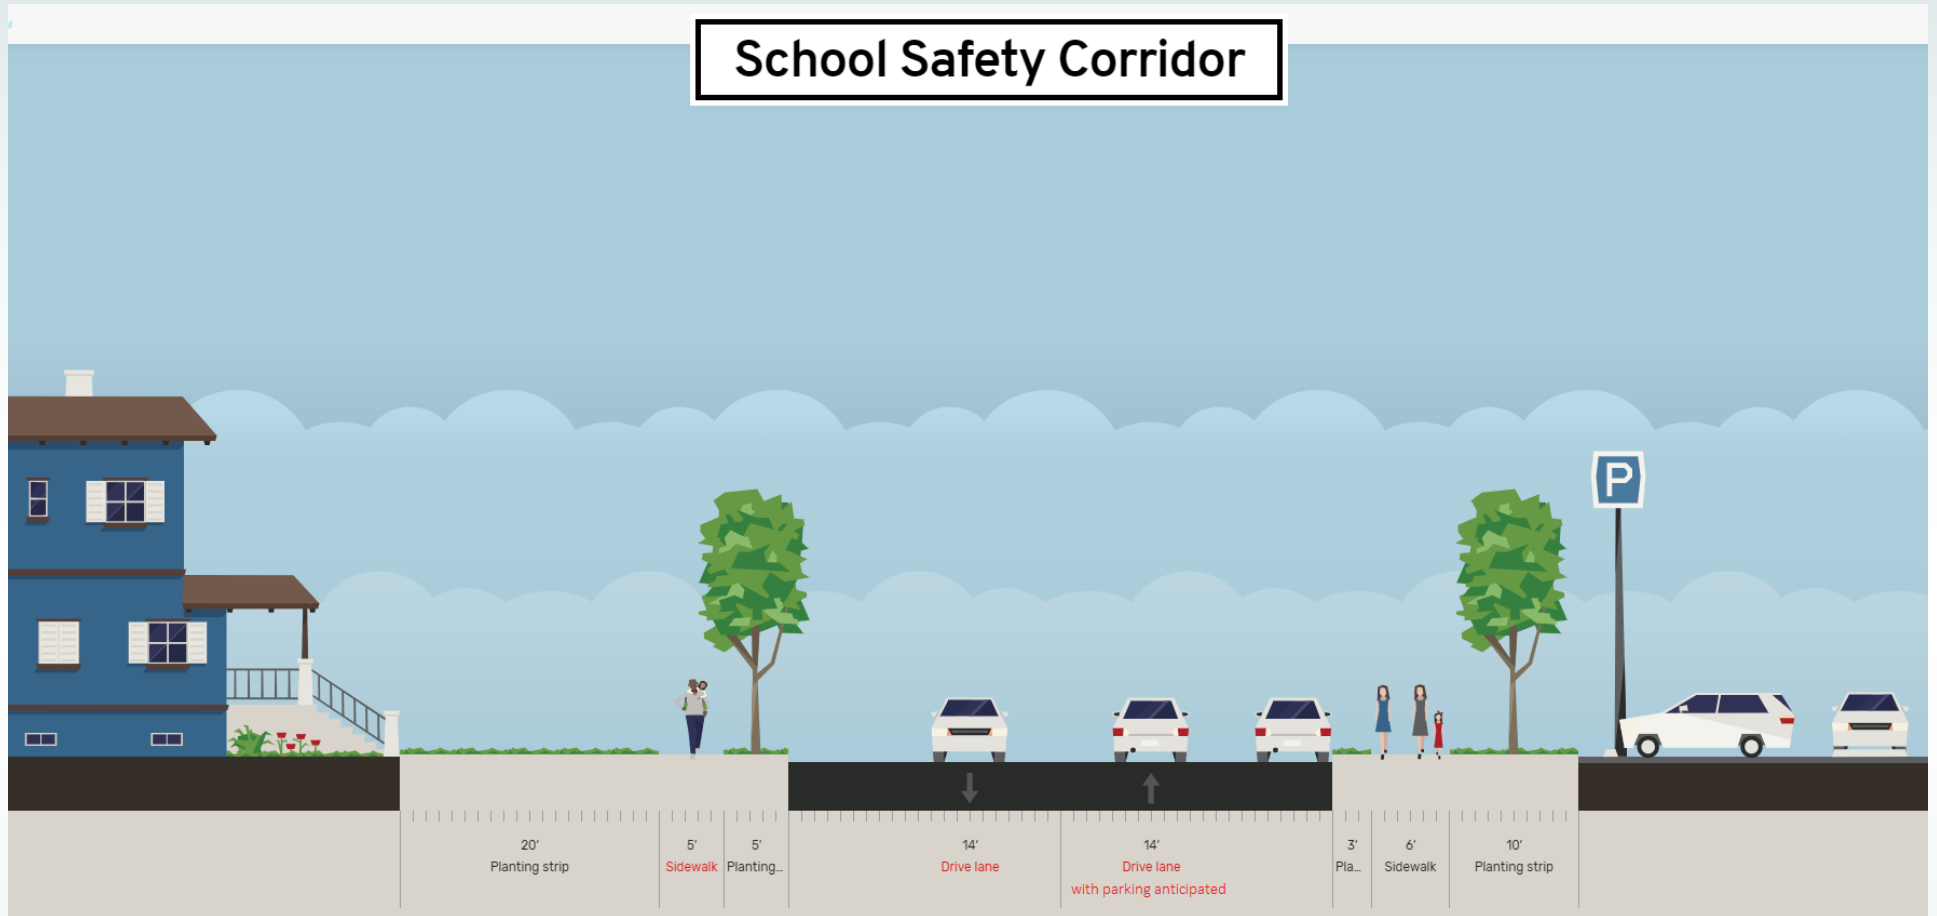 School Safety Corridor
P
20' 5' 5' 14' 14' 3' 6' 10'
Planting strip Sidewalk Planting... Drive lane Drive lane Pla... Sidewalk Planting strip
with parking anticipated